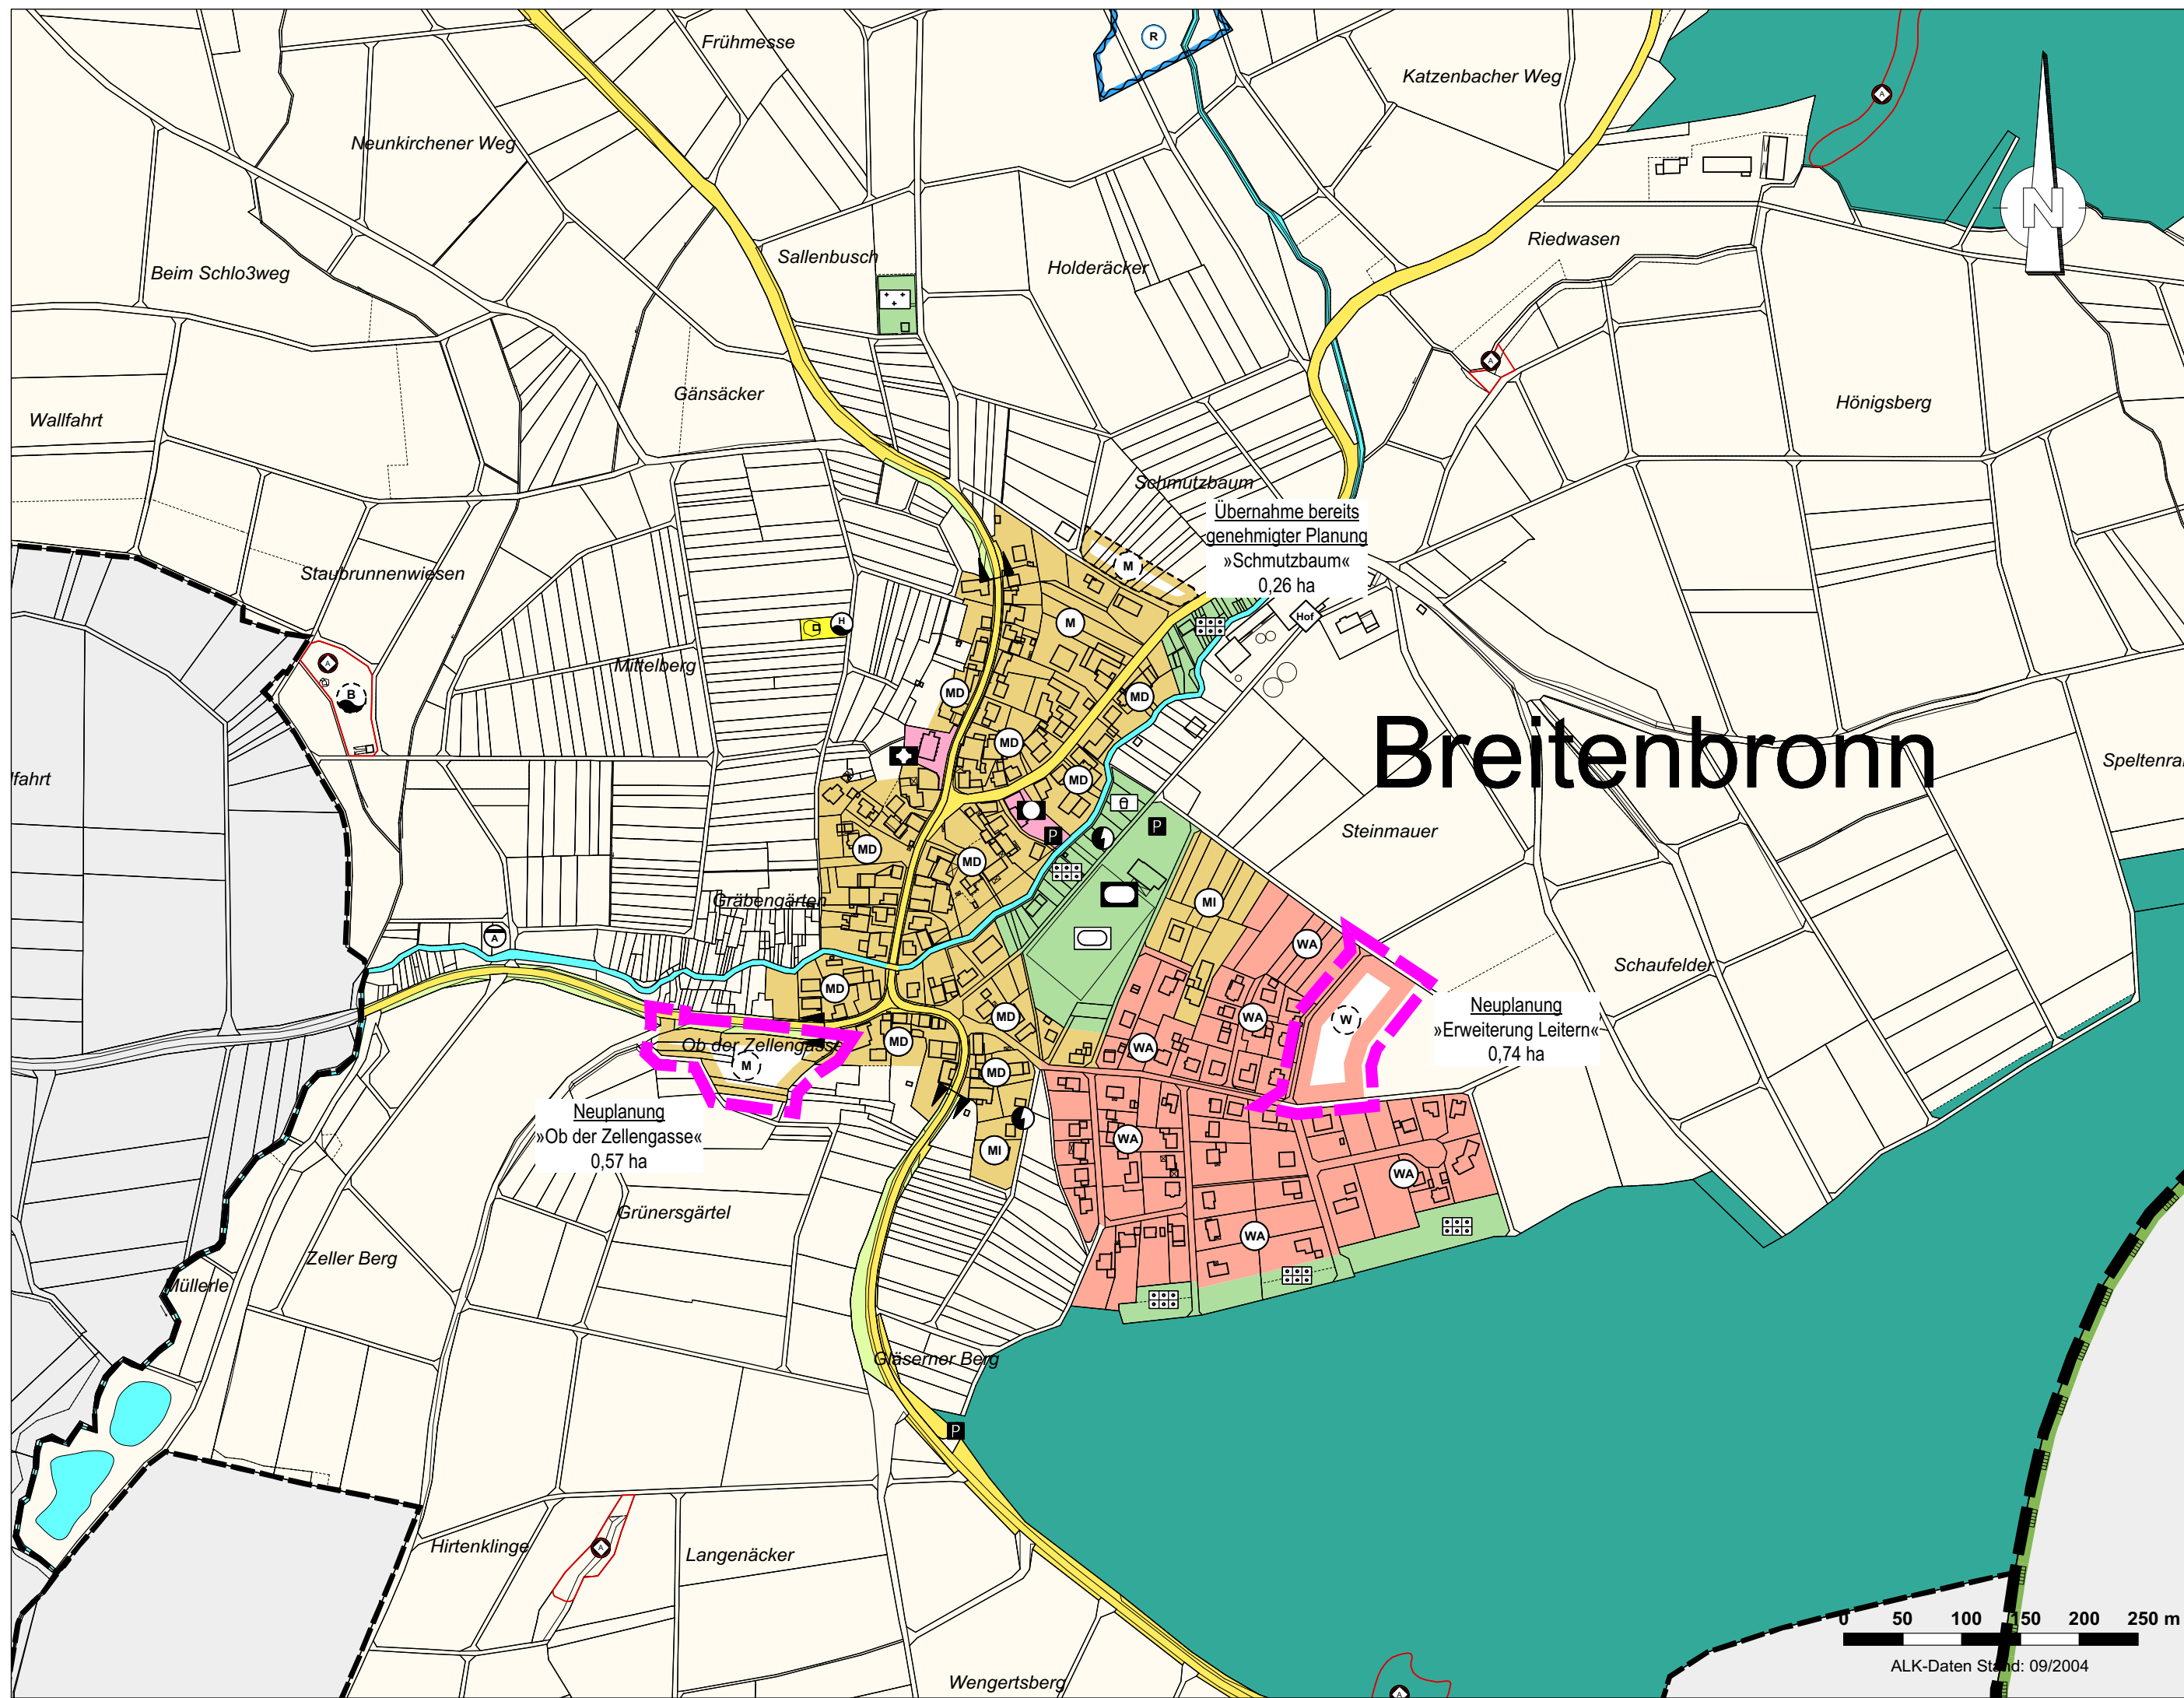 Frühmesse
R
Katzenbacher Weg
A
Neunkirchener Weg
N
Sallenbusch
Holderäcker
Riedwasen
Beim Schlo3weg
A
Gänsäcker
Hönigsberg
Wallfahrt
Schmutzbaum
Übernahme bereits
genehmigter Planung
»Schmutzbaum«
0,26 ha
Staubrunnenwiesen
M
Hof
H
M
Mittelberg
A
B
MD
MD
Breitenbronn
MD
lfahrt
MD
Speltenra
P
P
Steinmauer
MD
MD
Gräbengärten
MI
A
WA
Schaufelder
MD
Neuplanung
»Erweiterung Leitern«
0,74 ha
MD
WA
W
Ob der Zellengasse
MD
WA
M
MD
Neuplanung
»Ob der Zellengasse«
0,57 ha
WA
MI
WA
Grünersgärtel
WA
Zeller Berg
Müllerle
Gläserner Berg
P
Hirtenklinge
A
Langenäcker
0 50 100 150 200 250 m
ALK-Daten Stand: 09/2004
Wengertsberg
A